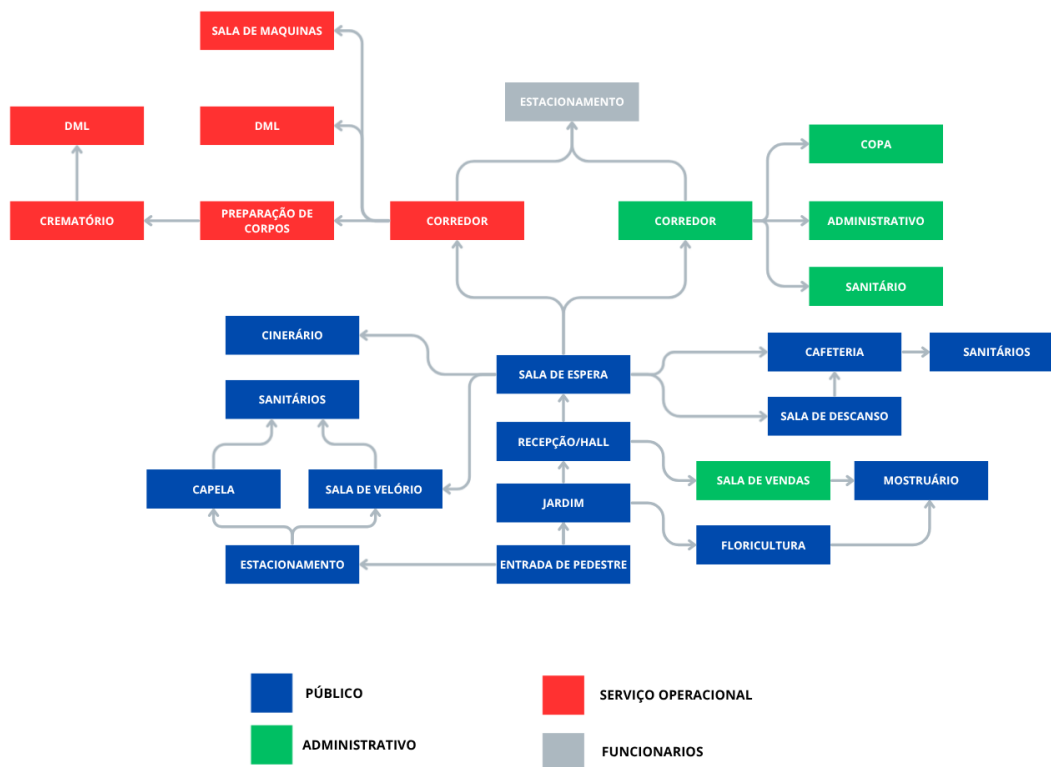 SALA DE MAQUINAS
ESTACIONAMENTO
DML
DML
COPA
CREMATÓRIO
PREPARAÇÃO DE
CORPOS
CORREDOR
CORREDOR
ADMINISTRATIVO
SANITÁRIO
CINERÁRIO
SALA DE ESPERA
CAFETERIA
SANITÁRIOS
SANITÁRIOS
SALA DE DESCANSO
RECEPÇÃO/HALL
CAPELA
SALA DE VELÓRIO
SALA DE VENDAS
MOSTRUÁRIO
JARDIM
FLORICULTURA
ESTACIONAMENTO
ENTRADA DE PEDESTRE
PÚBLICO
SERVIÇO OPERACIONAL
ADMINISTRATIVO
FUNCIONARIOS